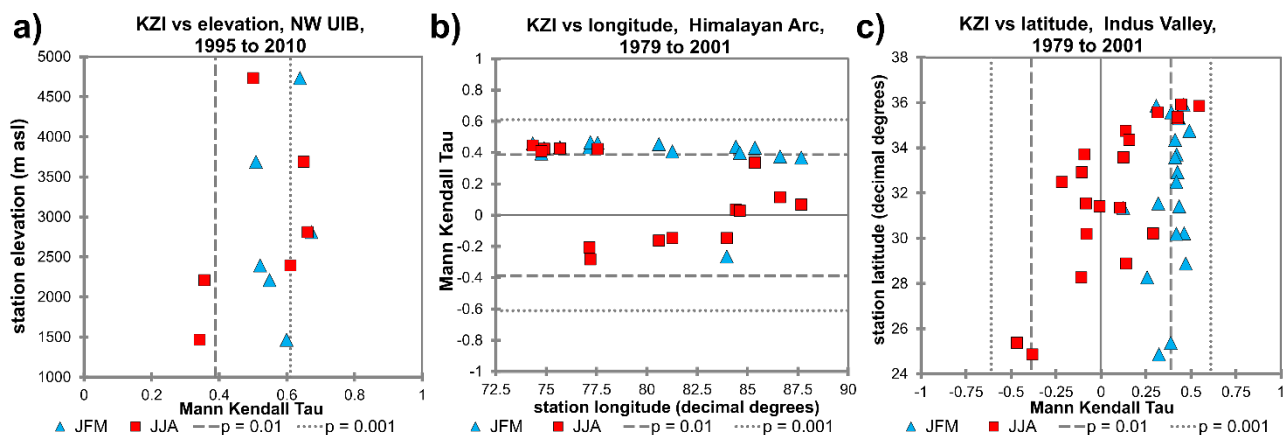 a)
KZI vs elevation, NW UIB,
1995 to 2010
station elevation (m asl)
5000
4500
4000
3500
3000
2500
2000
1500
1000
0
0.2
0.4
0.6
0.8
1
Mann Kendall Tau
JFM
JJA
p = 0.01
p = 0.001
b)
KZI vs longitude, Himalayan Arc,
1979 to 2001
Mann Kendall Tau
1
0.8
0.6
0.4
0.2
0
-0.2
-0.4
-0.6
-0.8
-1
72.5
75
77.5
80
82.5
85
87.5
90
station longitude (decimal degrees)
JFM
JJA
p = 0.01
p = 0.001
c)
KZI vs latitude, Indus Valley,
1979 to 2001
station latitude (decimal degrees)
38
36
34
32
30
28
26
24
-1
-0.75
-0.5
-0.25
0
0.25
0.5
0.75
1
Mann Kendall Tau
JFM
JJA
p = 0.01
p = 0.001